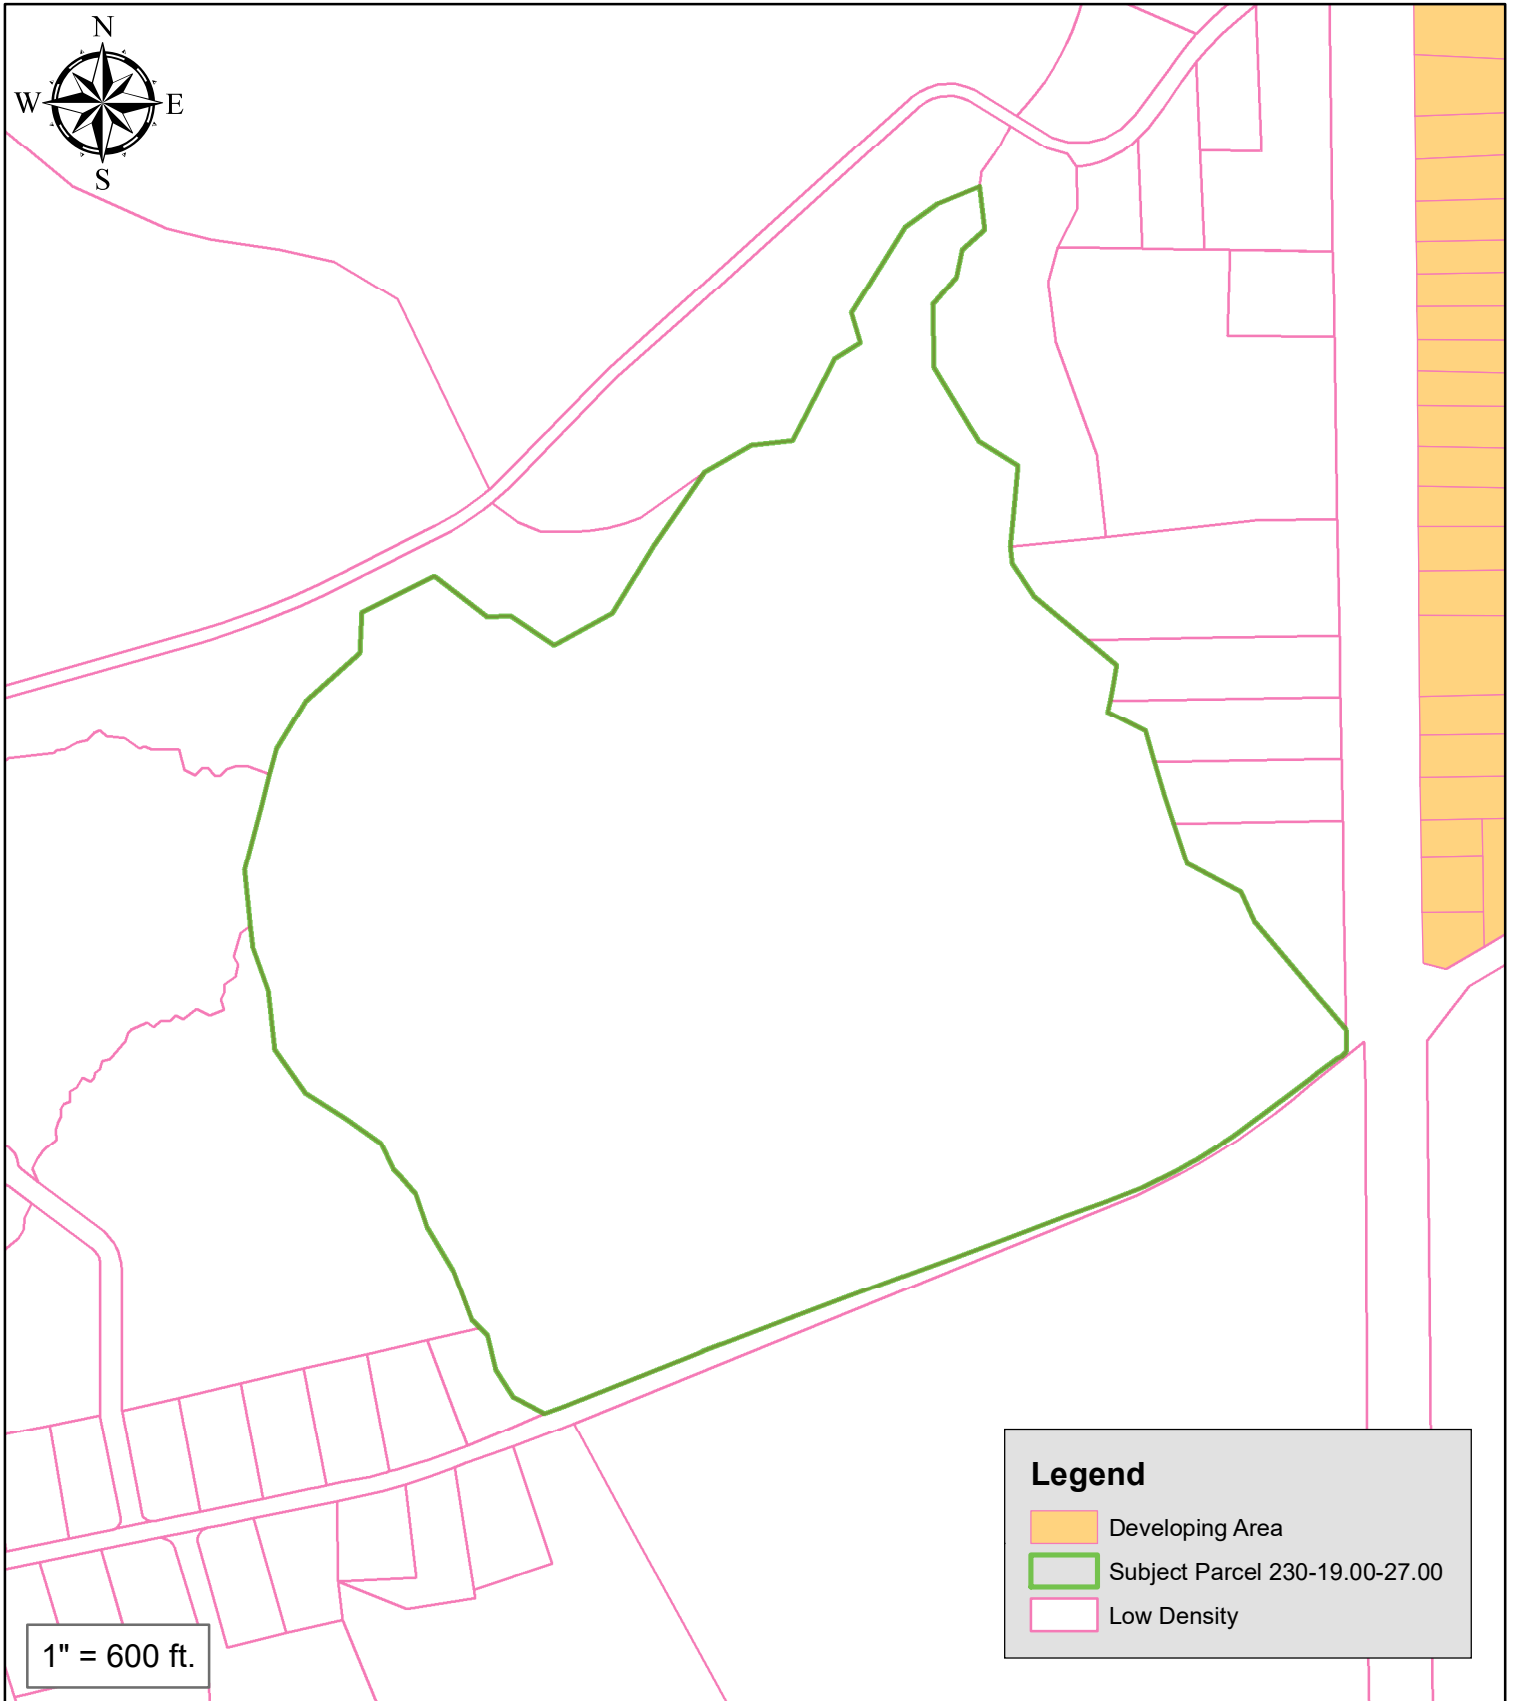 N
W E
S
Legend
Developing Area
Subject Parcel 230-19.00-27.00
Low Density
1" = 600 ft.